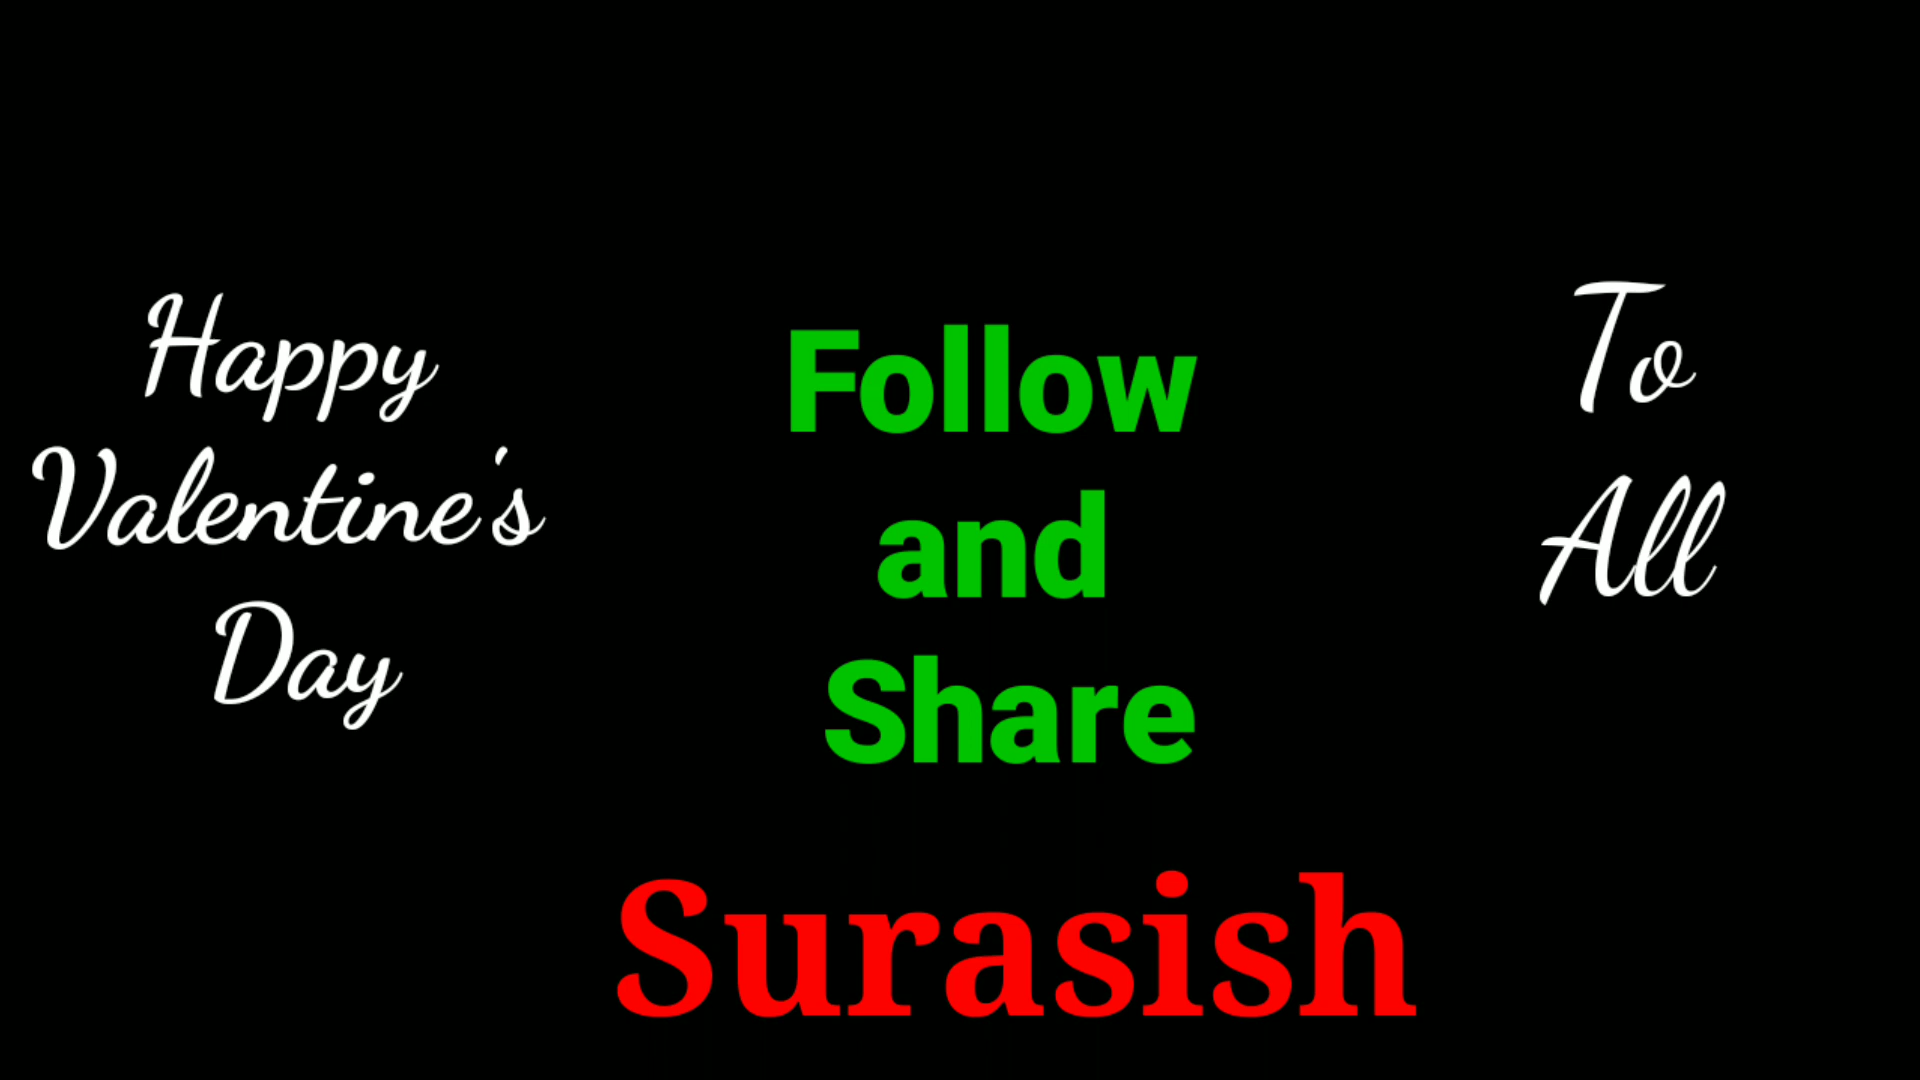 Happy
Valentine's
Day
Follow
and
Share
To
All
Surasish